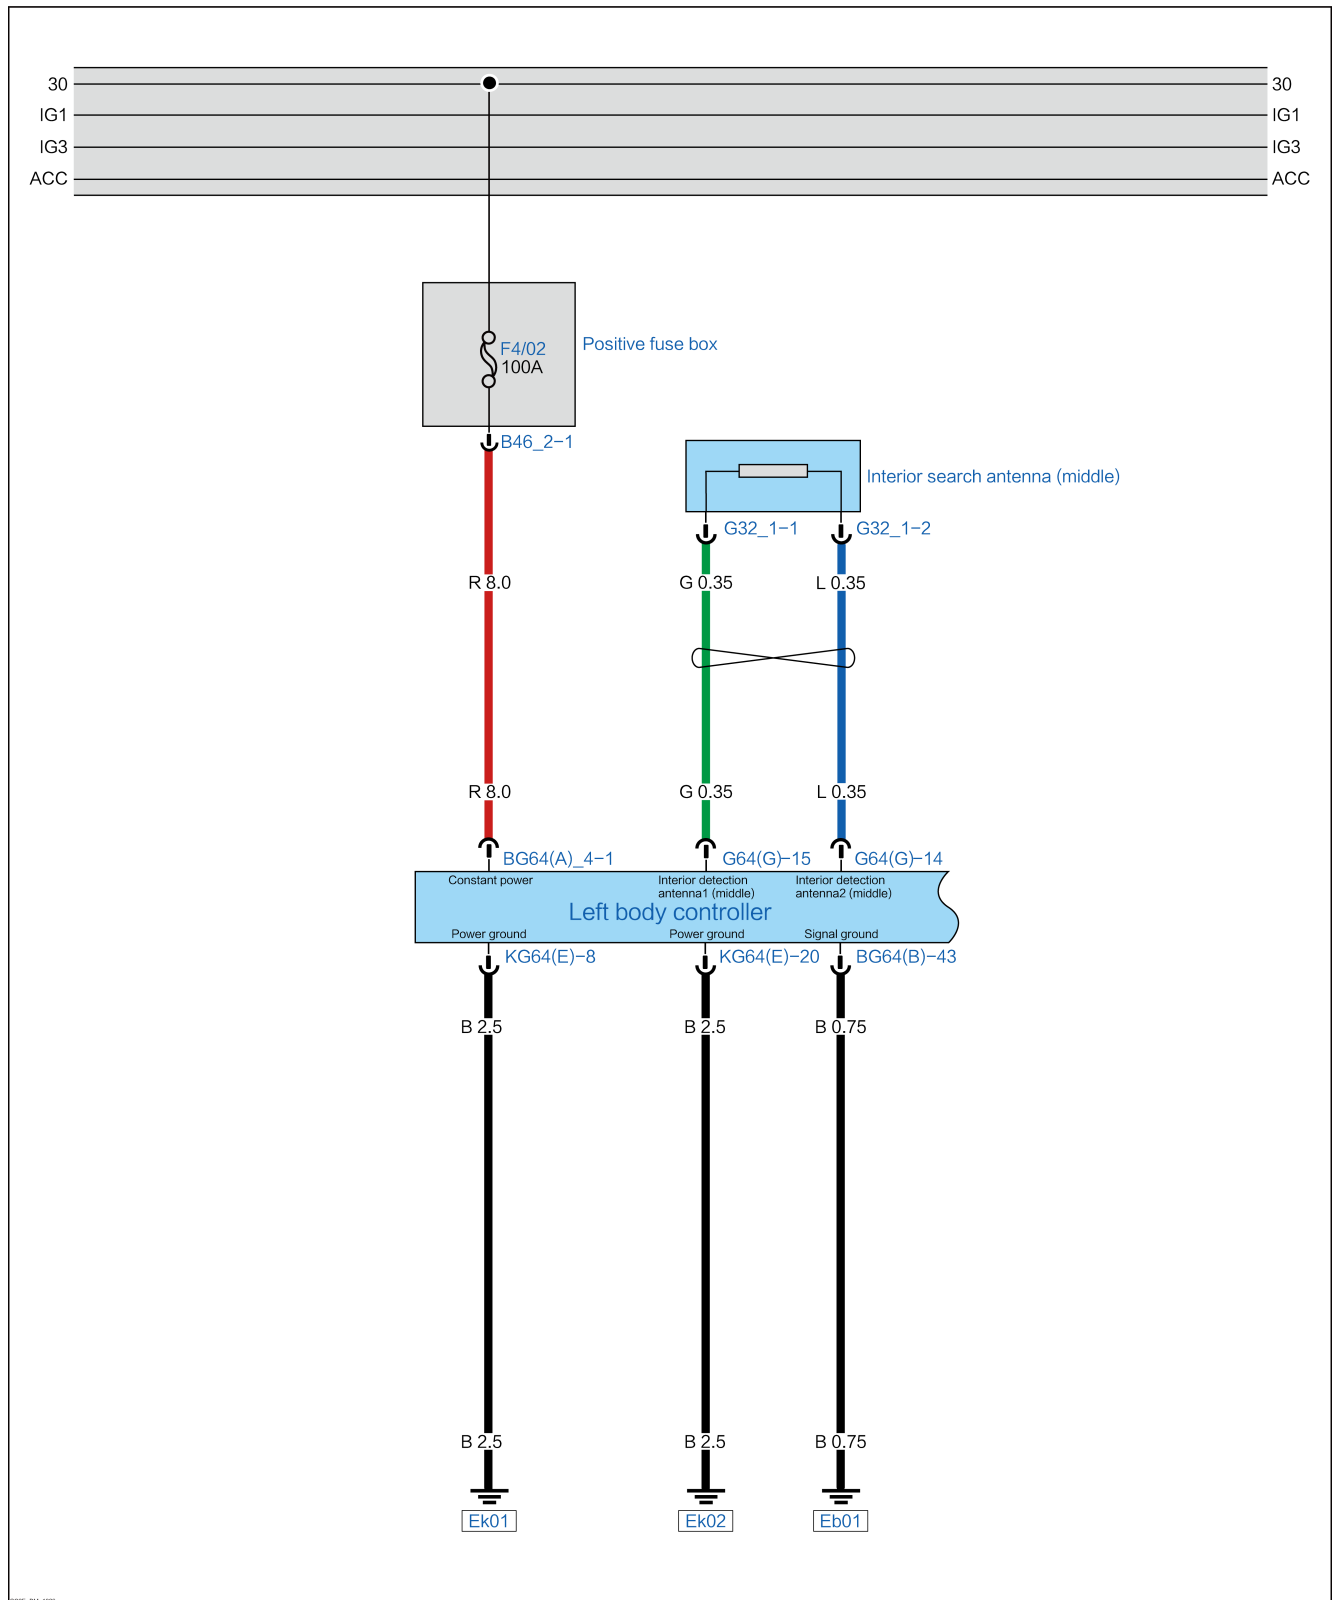 30 30
IG1 IG1
IG3 IG3
ACC ACC
F4/02
100A
Positive fuse box
B46_2-1
Interior search antenna (middle)
G32_1-1 G32_1-2
R 8.0 G 0.35 L 0.35
R 8.0 G 0.35 L 0.35
BG64(A)_4-1 G64(G)-15 G64(G)-14
Constant power Interior detection Interior detection
antenna1 (middle) antenna2 (middle)
Left body controller
Power ground Power ground Signal ground
KG64(E)-8 KG64(E)-20 BG64(B)-43
B 2.5 B 2.5 B 0.75
B 2.5 B 2.5 B 0.75
Ek01 Ek02 Eb01